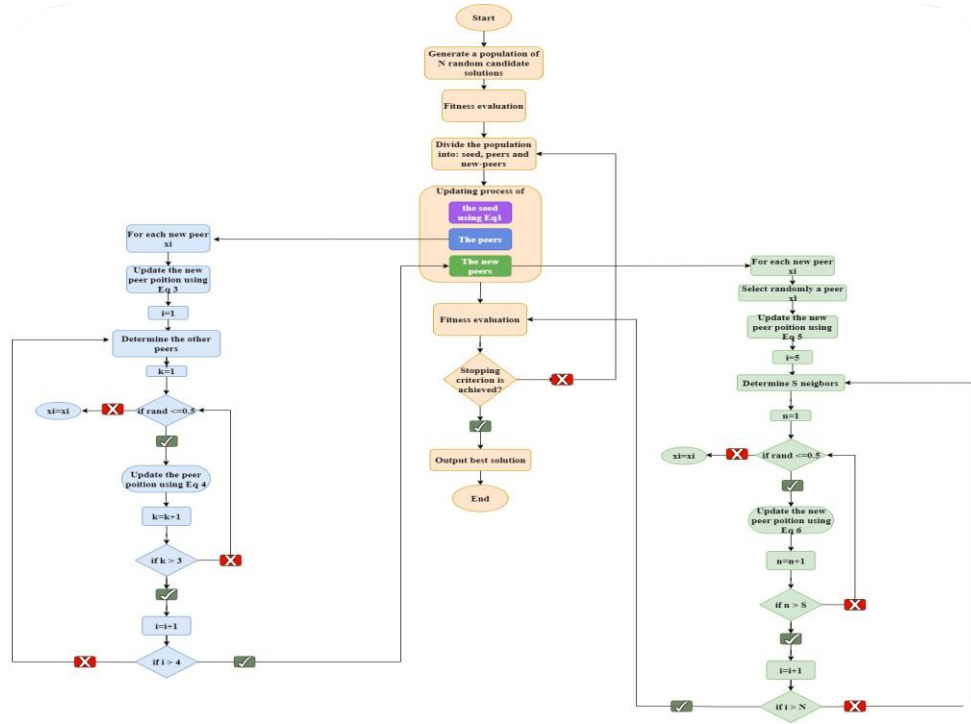 Start
Generate a population of
N random candidate
solutions
Fitness evaluation
Divide the population
into: seed, peers and
new-peers
Updating process of
the seed
using Eq1
The peers
The new
peers
Fitness evaluation
Stopping
criterion is
achieved?
Output best solution
End
For each new peer
xi
Update the new
peer poition using
Eq 3
i=1
Determine the other
peers
k=1
if rand <=0.5
xi=xi
Update the peer
poition using Eq 4
k=k+1
if k > 3
i=i+1
if i > 4
For each new peer
xi
Select randomly a peer
xi
Update the new
peer poition using
Eq 5
i=5
Determine S neigbors
n=1
if rand <=0.5
xi=xi
Update the new
peer poition using
Eq 6
n=n+1
if n > S
i=i+1
if i > N